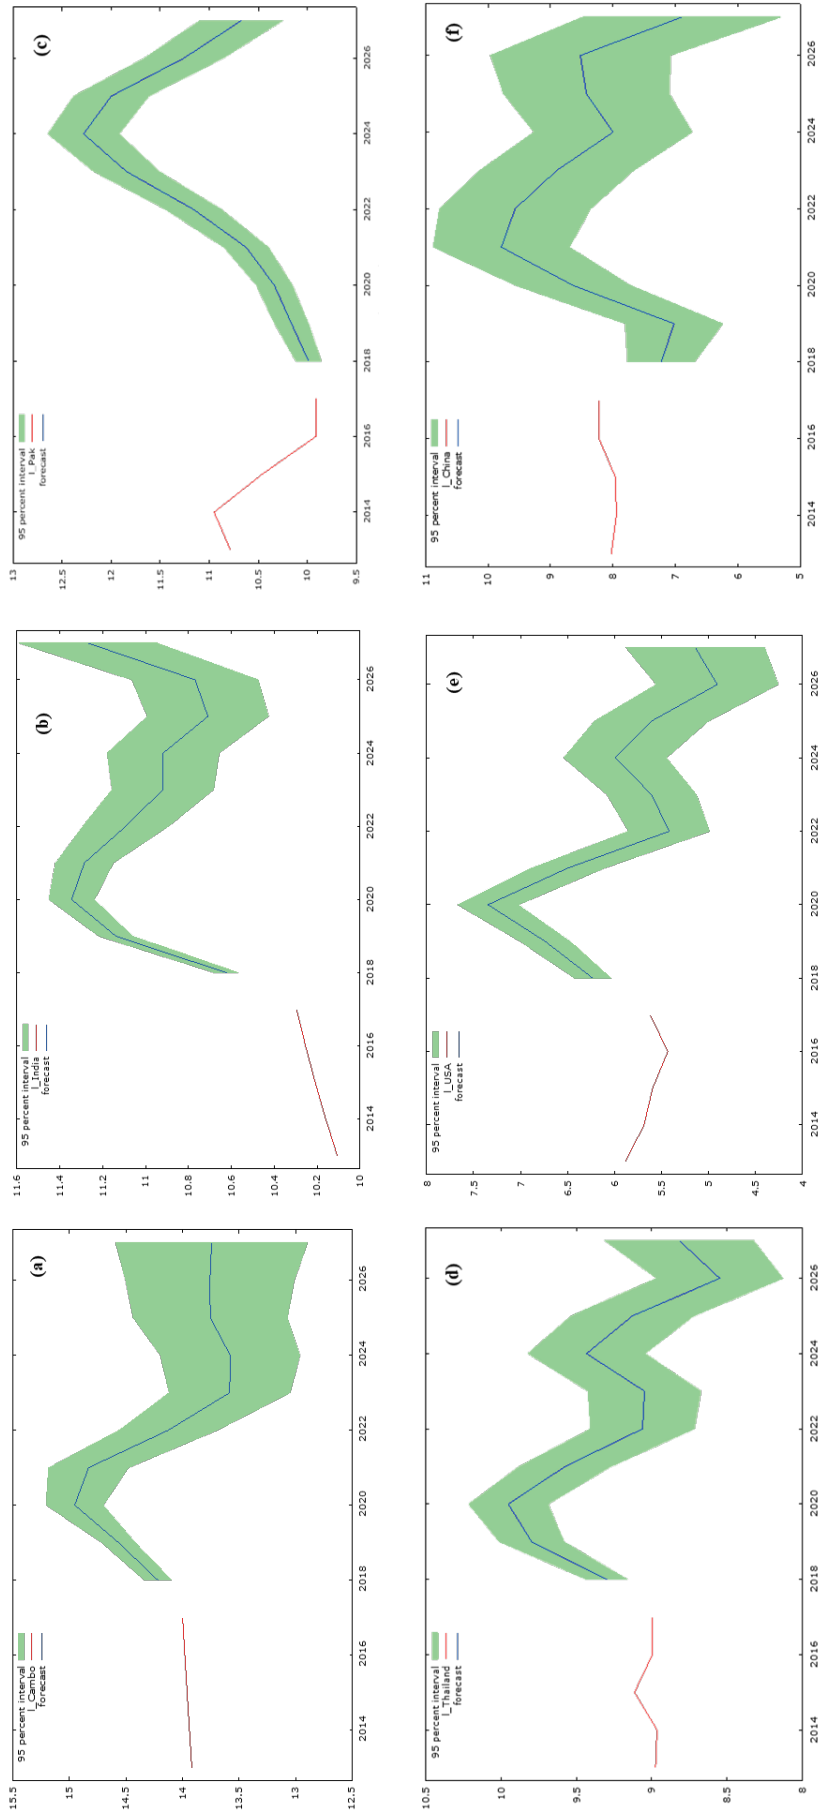 (a)
95 percent interval
l_Cambo
forecast
15.5
15
14.5
14
13.5
13
12.5
2014 2016 2018 2020 2022 2024 2026
(b)
95 percent interval
l_India
forecast
11.6
11.4
11.2
11
10.8
10.6
10.4
10.2
10
2014 2016 2018 2020 2022 2024 2026
(c)
95 percent interval
l_Pak
forecast
13
12.5
12
11.5
11
10.5
10
9.5
2014 2016 2018 2020 2022 2024 2026
(d)
95 percent interval
l_Thailand
forecast
10.5
10
9.5
9
8.5
8
2014 2016 2018 2020 2022 2024 2026
(e)
95 percent interval
l_USA
forecast
8
7.5
7
6.5
6
5.5
5
4.5
4
2014 2016 2018 2020 2022 2024 2026
(f)
95 percent interval
l_China
forecast
11
10
9
8
7
6
5
2014 2016 2018 2020 2022 2024 2026